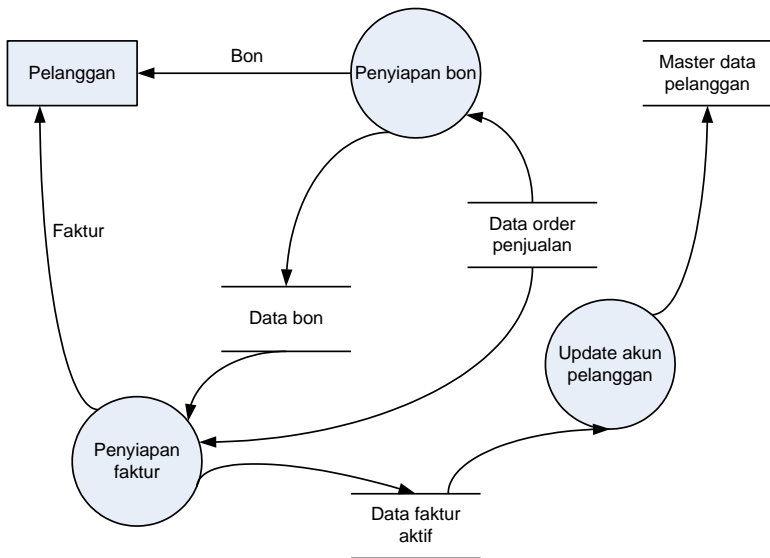 Bon
Pelanggan
Penyiapan bon
Master data
pelanggan
Faktur
Data order
penjualan
Data bon
Update akun
pelanggan
Penyiapan
faktur
Data faktur
aktif